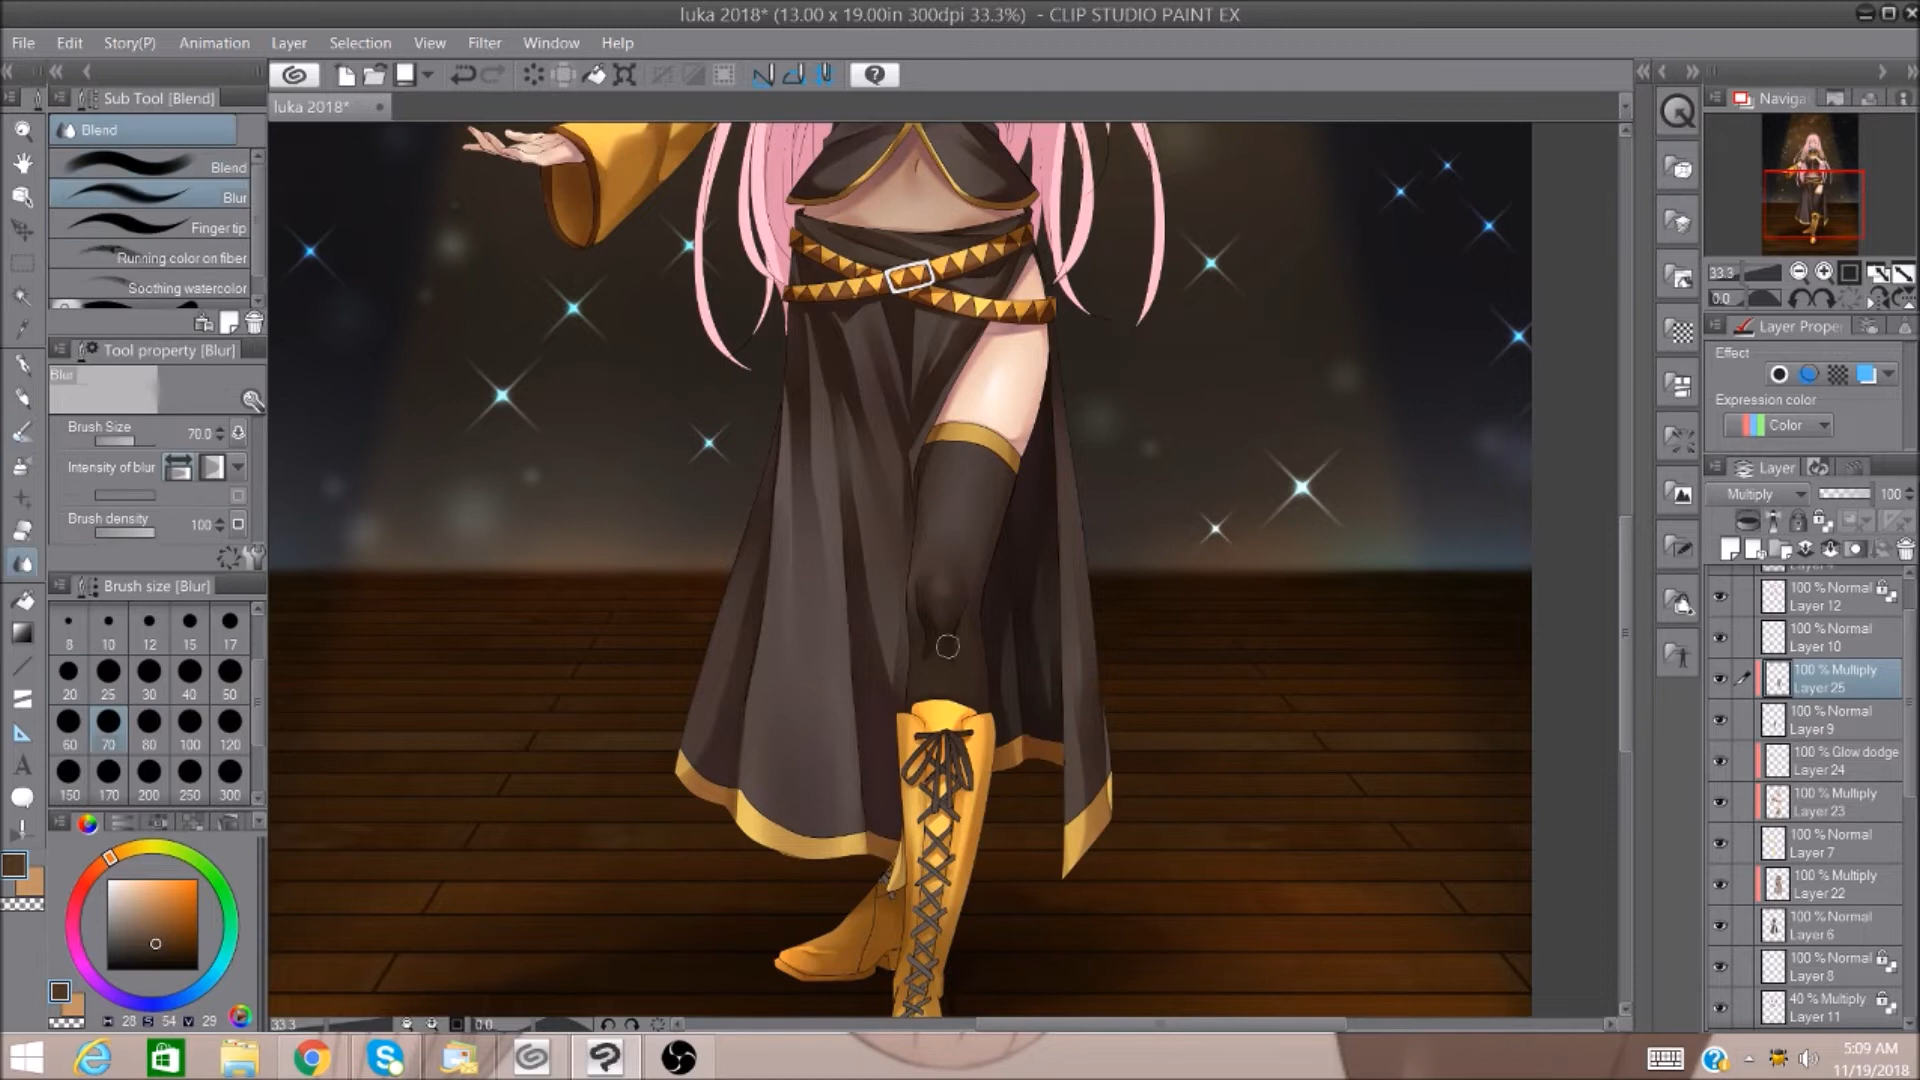 luka 2018* (13.00 x 19.00in 300dpi 33.3%) - CLIP STUDIO PAINT EX
File Edit Story(P) Animation Layer Selection View Filter Window Help
Sub Tool [Blend]
luka 2018*
Blend
Blend
Blur
Fingertip
Running color on fiber
Soothing watercolor
Tool property [Blur]
Blur
Brush Size 70.0
Intensity of blur
Brush density 100
Brush size [Blur]
8 10 12 15 17
20 25 30 40 50
60 70 80 100 120
150 170 200 250 300
H 28 S 54 V 29
33.3 0.0
Naviga
33.3
0.0
Layer Proper
Effect
Expression color
Color
Layer
Multiply 100
100 % Normal
Layer 12
100 % Normal
Layer 10
100 % Multiply
Layer 25
100 % Normal
Layer 9
100 % Glow dodge
Layer 24
100 % Multiply
Layer 23
100 % Normal
Layer 7
100 % Multiply
Layer 22
100 % Normal
Layer 6
100 % Normal
Layer 8
40 % Multiply
Layer 11
5:09 AM
11/19/2018